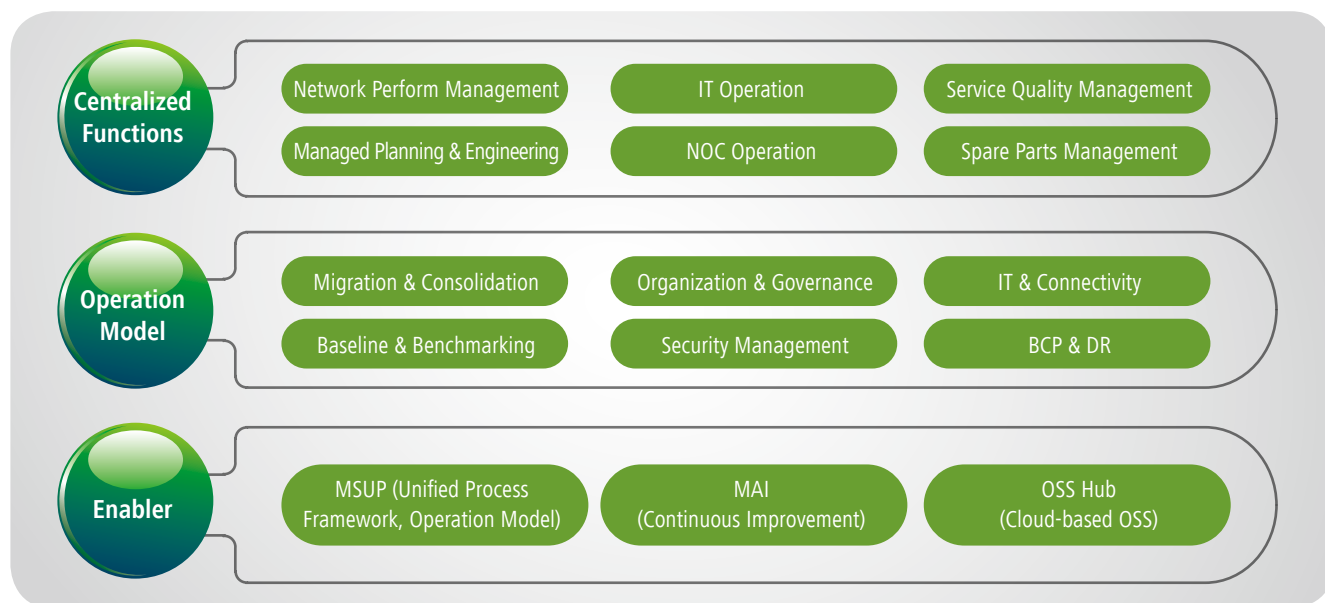 Centralized
Functions
Network Perform Management
IT Operation
Service Quality Management
Managed Planning & Engineering
NOC Operation
Spare Parts Management
Operation
Model
Migration & Consolidation
Organization & Governance
IT & Connectivity
Baseline & Benchmarking
Security Management
BCP & DR
Enabler
MSUP (Unified Process
Framework, Operation Model)
MAI
(Continuous Improvement)
OSS Hub
(Cloud-based OSS)